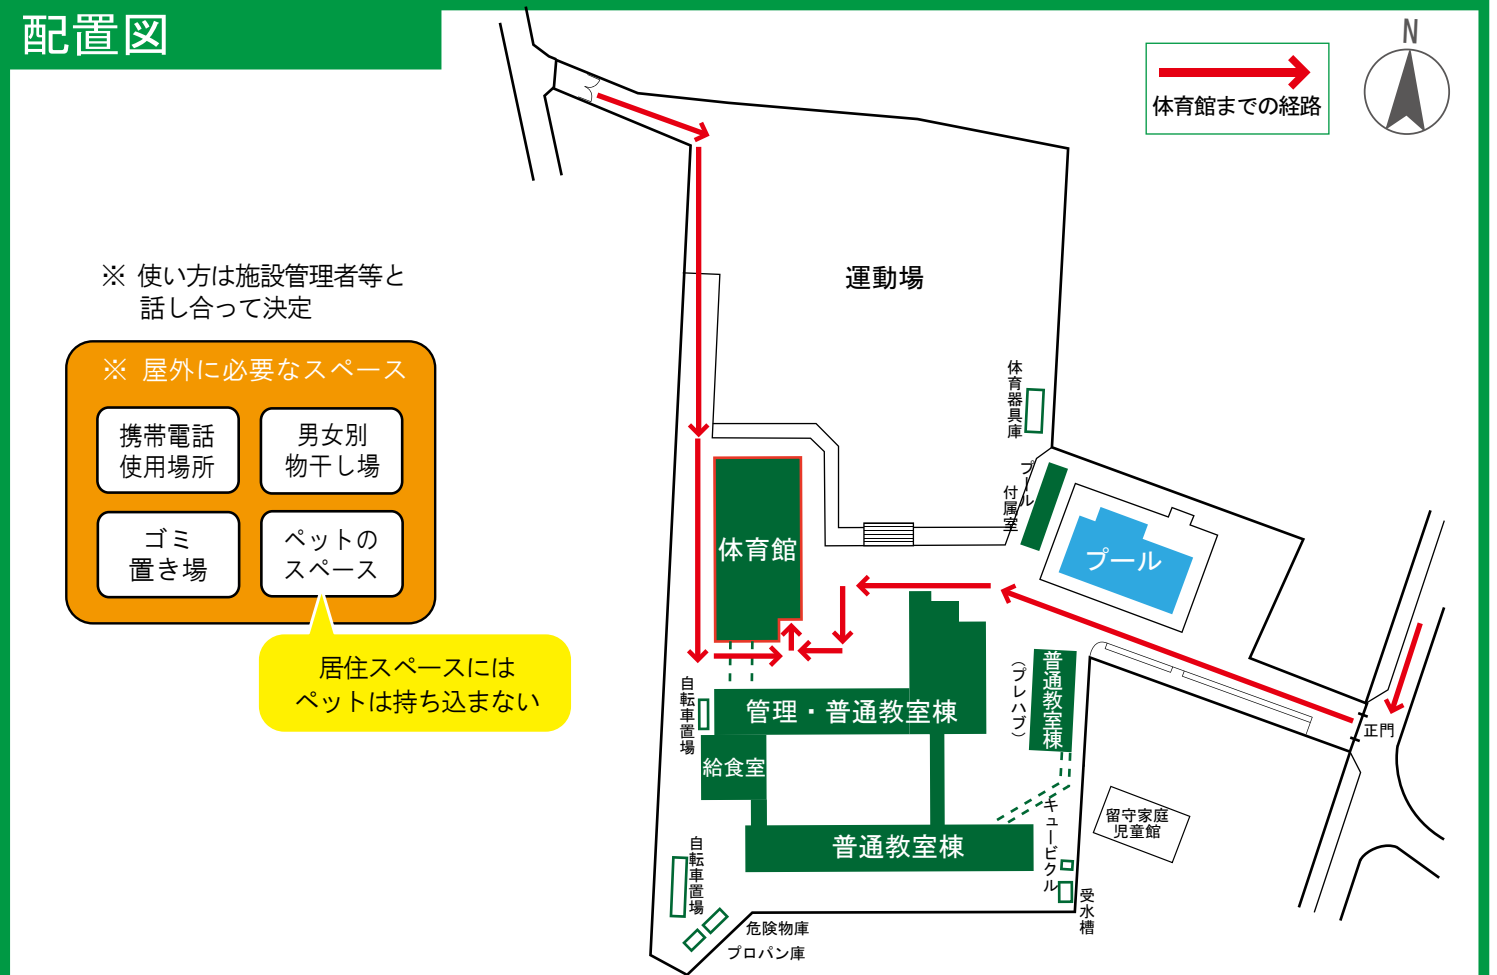 配置図
N
体育館までの経路
※ 使い方は施設管理者等と
話し合って決定
※ 屋外に必要なスペース
携帯電話
使用場所
男女別
物干し場
ゴミ
置き場
ペットの
スペース
居住スペースには
ペットは持ち込まない
運動場
体育器具庫
プール
付属室
プール
体育館
正門
普通教室棟
（プレハブ）
自転車置場
管理・普通教室棟
給食室
留守家庭
児童館
キュービクル
普通教室棟
自転車置場
受水槽
危険物庫
プロパン庫